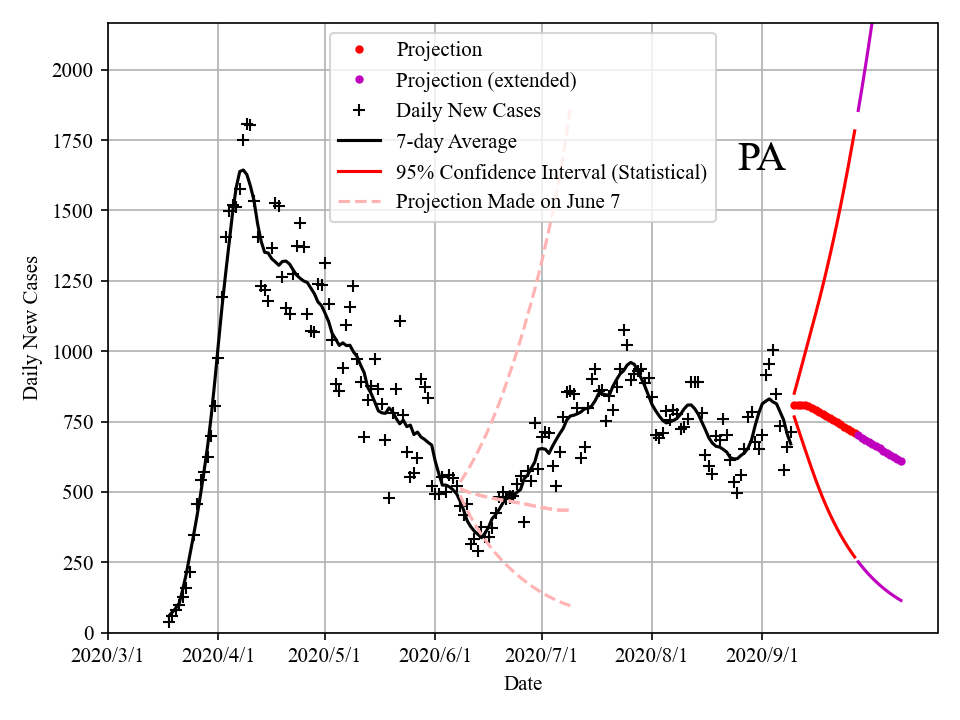 2000
1750
1500
1250
1000
750
500
250
0
Daily New Cases
Projection
Projection (extended)
Daily New Cases
7-day Average
95% Confidence Interval (Statistical)
Projection Made on June 7
PA
2020/3/1 2020/4/1 2020/5/1 2020/6/1 2020/7/1 2020/8/1 2020/9/1
Date